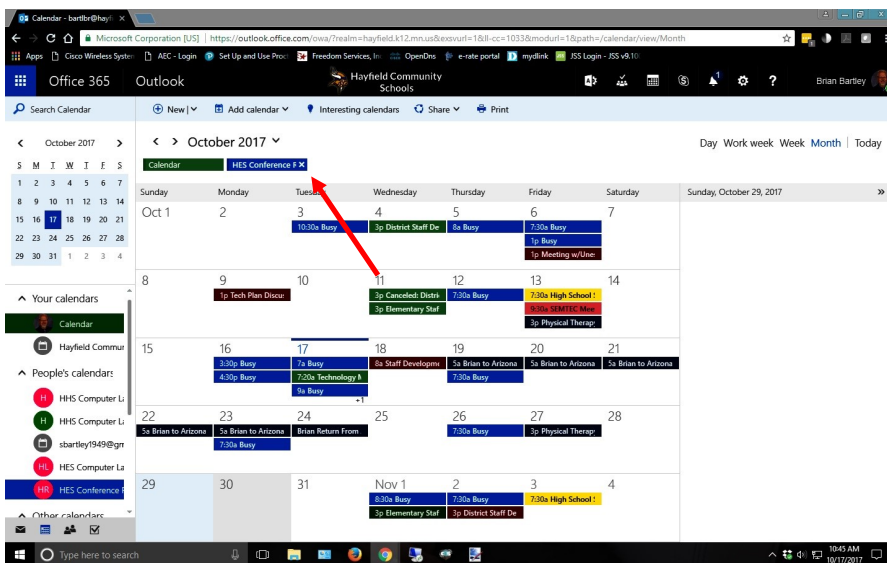 Calendar - bartlbr@hayfi ×
Microsoft Corporation [US] | https://outlook.office.com/owa/?realm=hayfield.k12.mn.us&exsvurl=1&ll-cc=1033&modurl=1&path=/calendar/view/Month
Apps Cisco Wireless System AEC - Login Set Up and Use Proc Freedom Services, In OpenDns e-rate portal mydlink JSS Login - JSS v9.10
Office 365 Outlook Hayfield Community Schools 1 ? Brian Bartley
Search Calendar New | Add calendar Interesting calendars Share Print
October 2017
S M T W T F S
1 2 3 4 5 6 7
8 9 10 11 12 13 14
15 16 17 18 19 20 21
22 23 24 25 26 27 28
29 30 31 1 2 3 4
Your calendars
Calendar
Hayfield Commur
People's calendars
H HHS Computer La
H HHS Computer La
sbartley1949@gm
HL HES Computer La
HR HES Conference R
Other calendars
October 2017 Day Work week Week Month Today
Calendar HES Conference R ×
Sunday Monday Tuesday Wednesday Thursday Friday Saturday Sunday, October 29, 2017 »
Oct 1 2 3 4 5 6 7
10:30a Busy 3p District Staff De 8a Busy 7:30a Busy
1p Busy
1p Meeting w/Une
8 9 10 11 12 13 14
1p Tech Plan Discus 3p Canceled: Distri 7:30a Busy 7:30a High School S
3p Elementary Staf 9:30a SEMTEC Mee
3p Physical Therapy
15 16 17 18 19 20 21
3:30p Busy 7a Busy 8a Staff Developme 5a Brian to Arizona 5a Brian to Arizona 5a Brian to Arizona
4:30p Busy 7:20a Technology M 7:30a Busy
9a Busy
+1
22 23 24 25 26 27 28
5a Brian to Arizona 5a Brian to Arizona Brian Return From 7:30a Busy 3p Physical Therapy
7:30a Busy
29 30 31 Nov 1 2 3 4
8:30a Busy 7:30a Busy 7:30a High School S
3p Elementary Staf 3p District Staff De
Type here to search
10:45 AM
10/17/2017